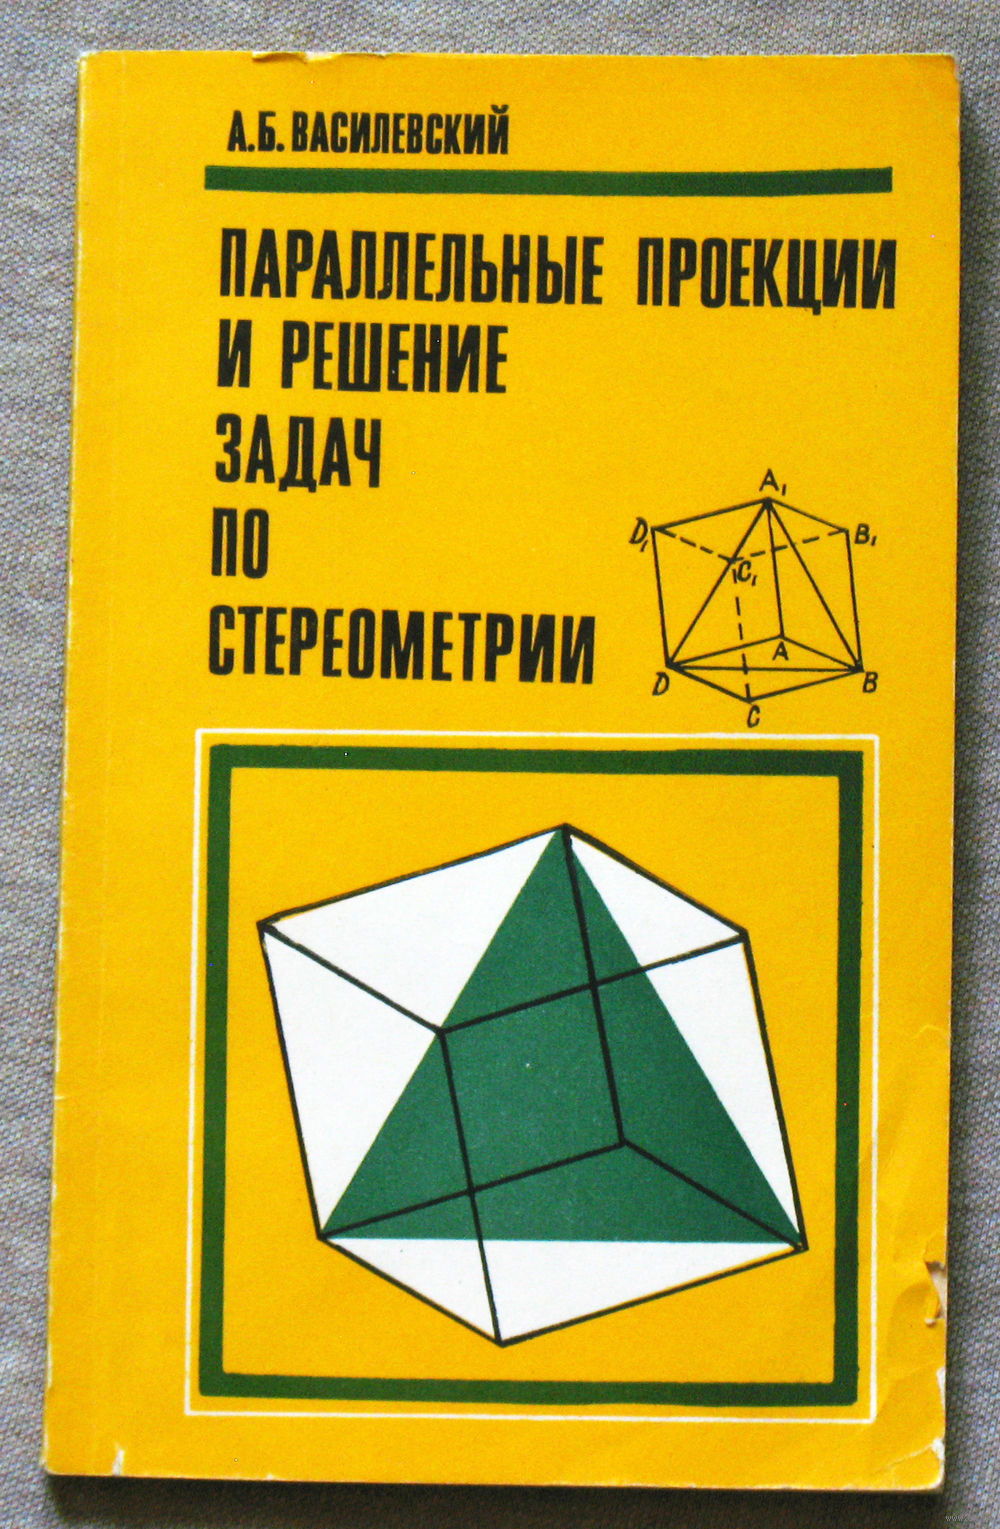 А.Б. ВАСИЛЕВСКИЙ
ПАРАЛЛЕЛЬНЫЕ ПРОЕКЦИИ
И РЕШЕНИЕ
ЗАДАЧ
ПО
СТЕРЕОМЕТРИИ
A₁
D₁
B₁
C₁
A
D
B
C